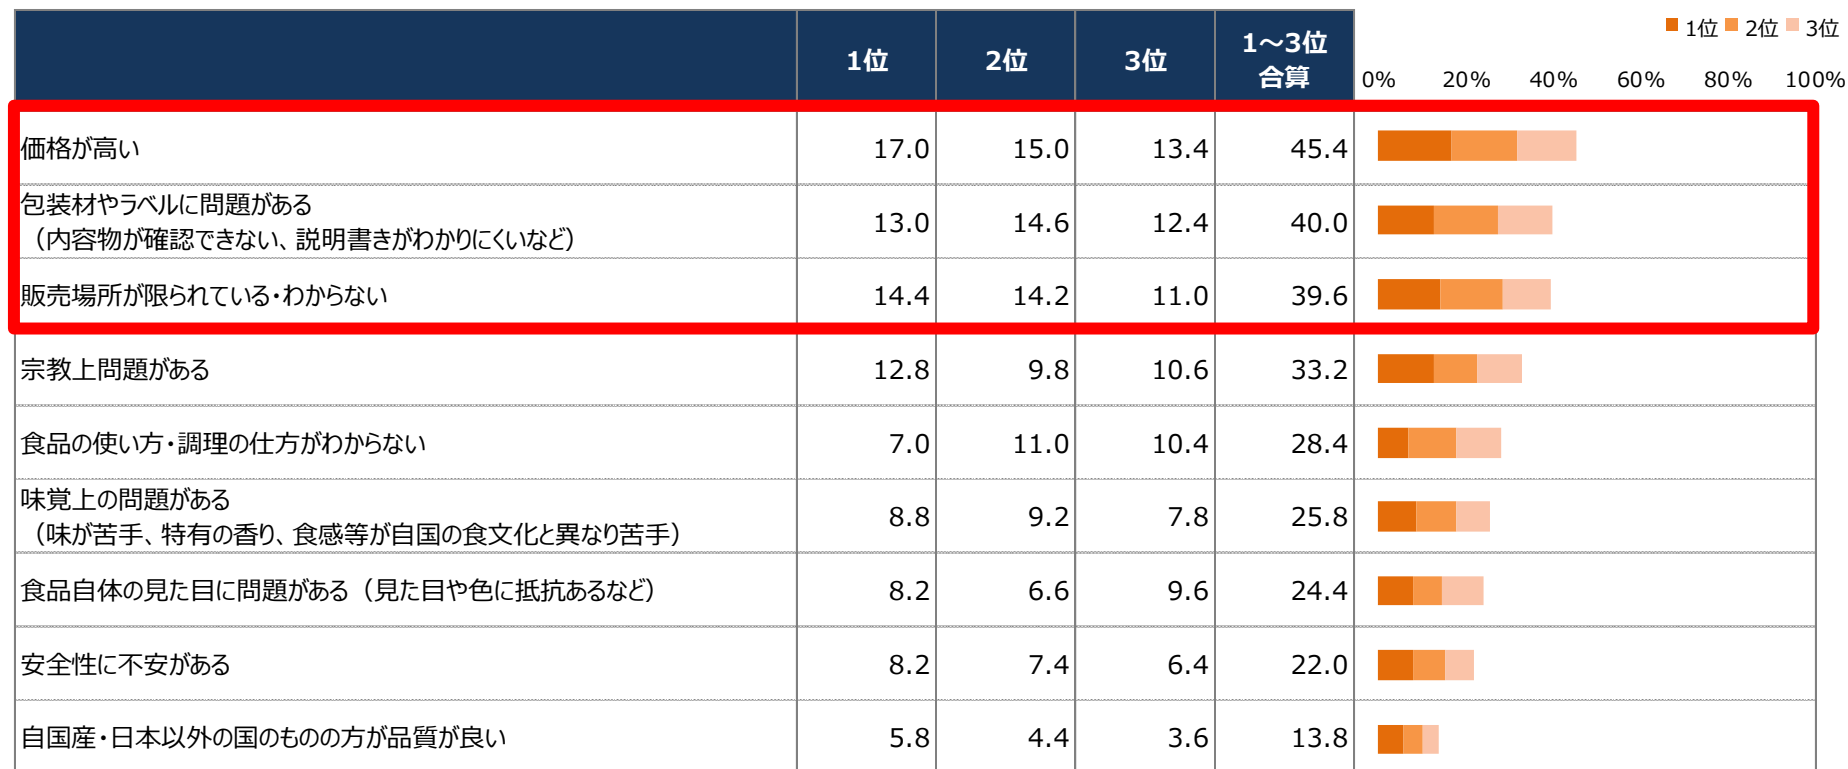 ■ 1位 ■ 2位 ■ 3位
1位 2位 3位 1～3位
合算
0% 20% 40% 60% 80% 100%
価格が高い 17.0 15.0 13.4 45.4
包装材やラベルに問題がある
（内容物が確認できない、説明書きがわかりにくいなど） 13.0 14.6 12.4 40.0
販売場所が限られている・わからない 14.4 14.2 11.0 39.6
宗教上問題がある 12.8 9.8 10.6 33.2
食品の使い方・調理の仕方がわからない 7.0 11.0 10.4 28.4
味覚上の問題がある
（味が苦手、特有の香り、食感等が自国の食文化と異なり苦手） 8.8 9.2 7.8 25.8
食品自体の見た目に問題がある（見た目や色に抵抗あるなど） 8.2 6.6 9.6 24.4
安全性に不安がある 8.2 7.4 6.4 22.0
自国産・日本以外の国のものの方が品質が良い 5.8 4.4 3.6 13.8